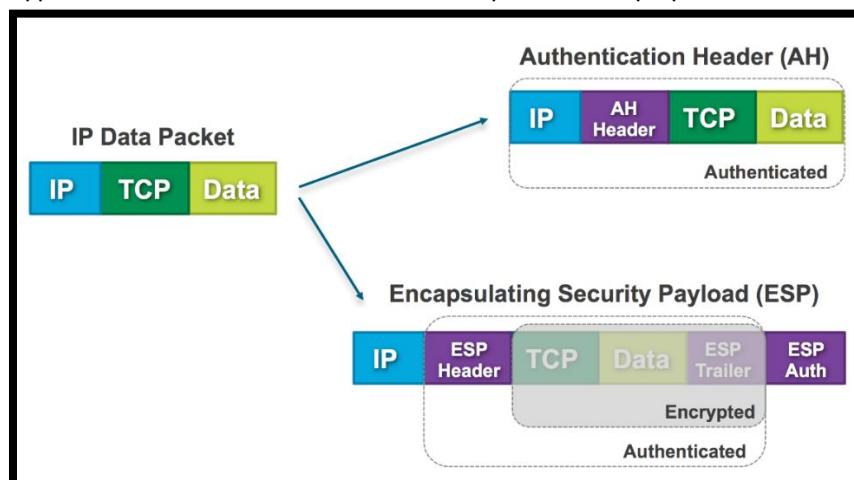 Authentication Header (AH)
IP AH Header TCP Data
Authenticated
IP Data Packet
IP TCP Data
Encapsulating Security Payload (ESP)
IP ESP Header TCP Data ESP Trailer ESP Auth
Encrypted
Authenticated